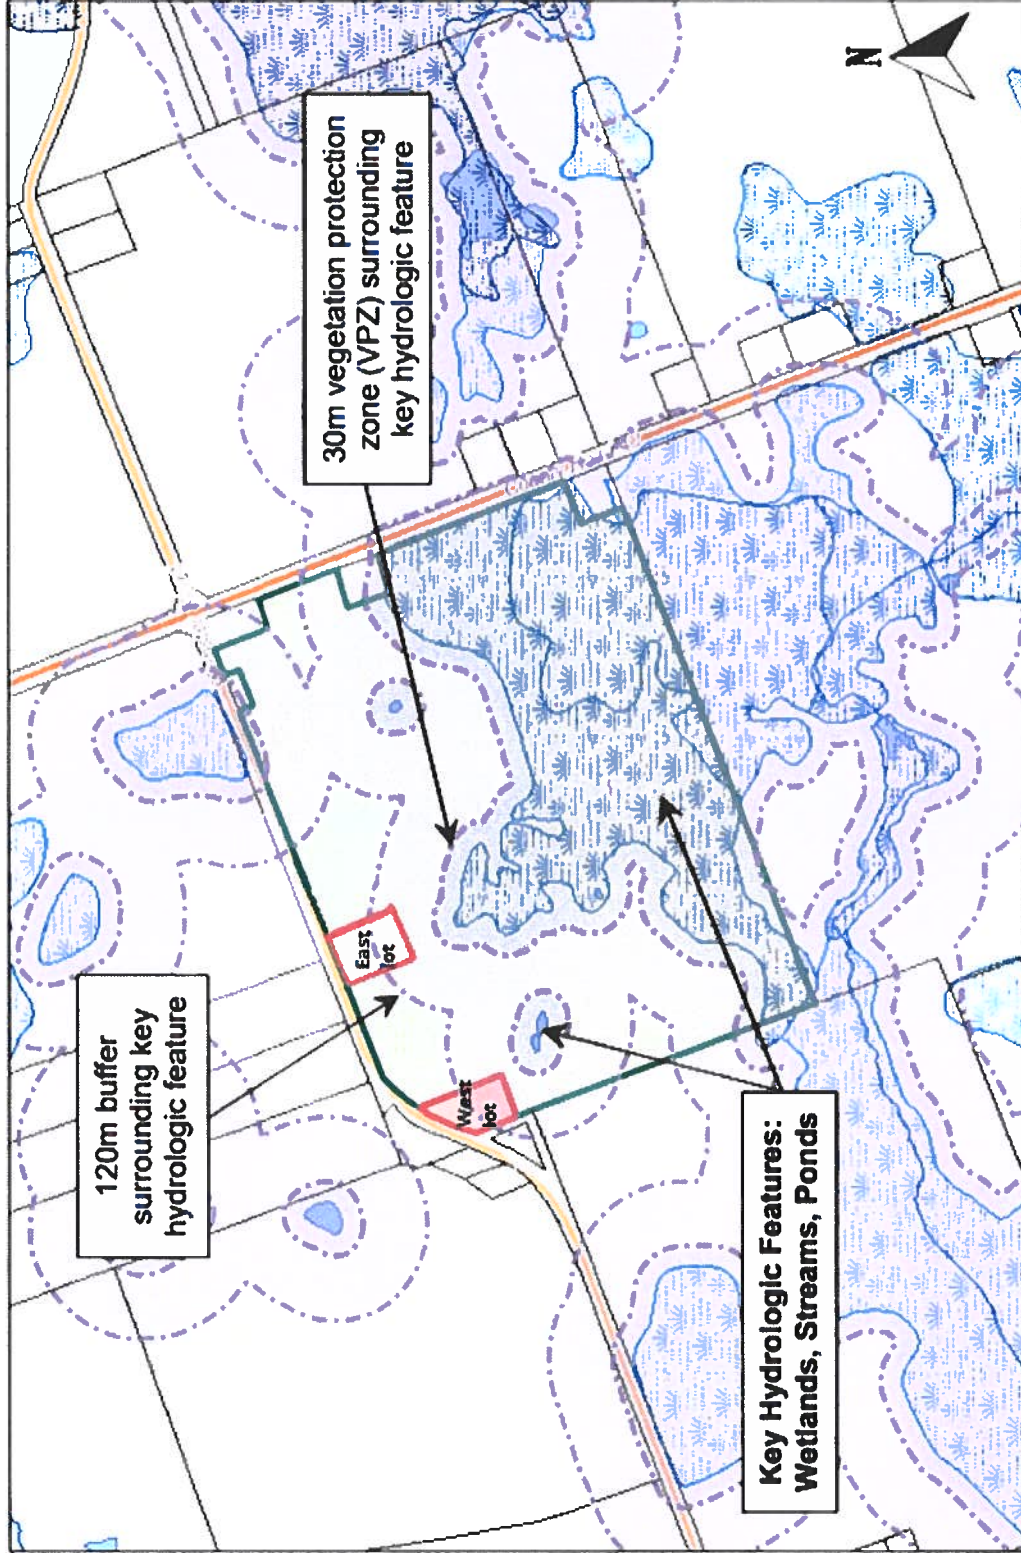 N
30m vegetation protection
zone (VPZ) surrounding
key hydrologic feature
120m buffer
surrounding key
hydrologic feature
East
lot
West
lot
Key Hydrologic Features:
Wetlands, Streams, Ponds